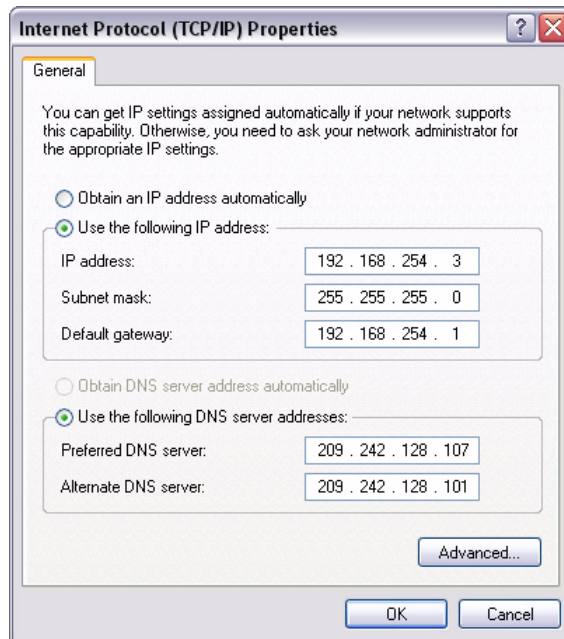 Internet Protocol (TCP/IP) Properties
General
You can get IP settings assigned automatically if your network supports
this capability. Otherwise, you need to ask your network administrator for
the appropriate IP settings.
Obtain an IP address automatically
Use the following IP address:
IP address: 192 . 168 . 254 . 3
Subnet mask: 255 . 255 . 255 . 0
Default gateway: 192 . 168 . 254 . 1
Obtain DNS server address automatically
Use the following DNS server addresses:
Preferred DNS server: 209 . 242 . 128 . 107
Alternate DNS server: 209 . 242 . 128 . 101
Advanced...
OK Cancel